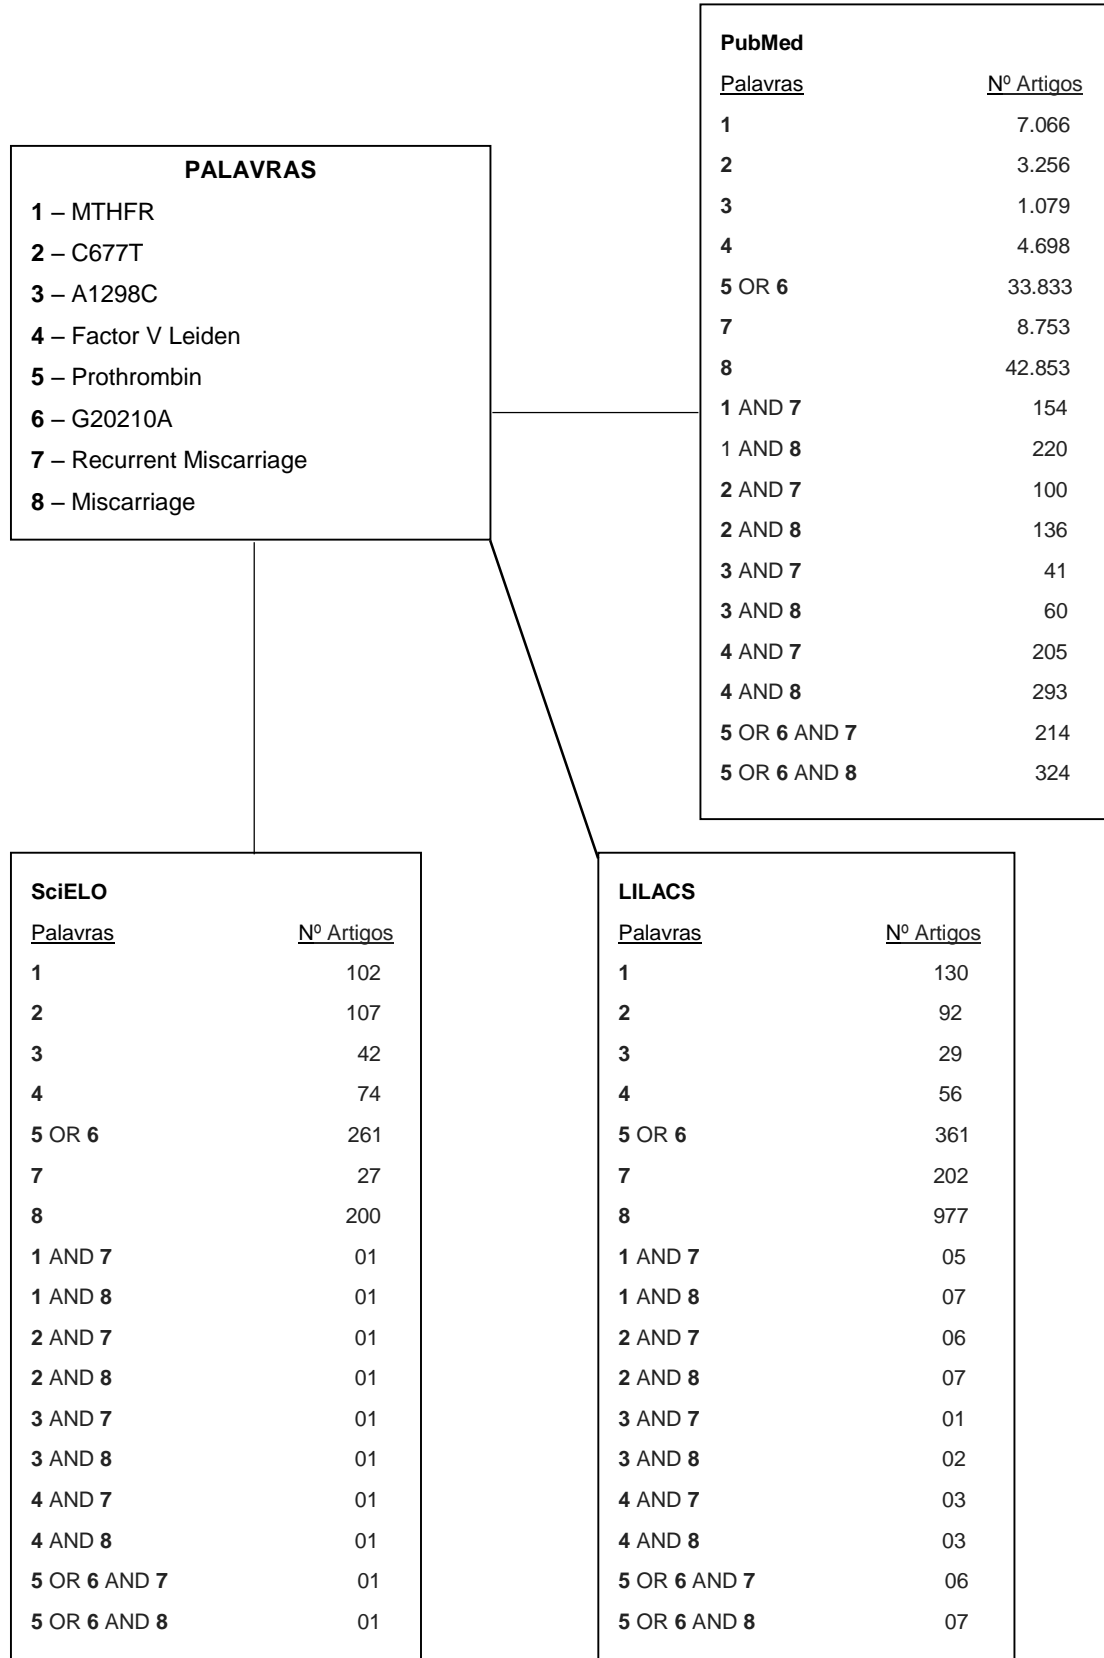 PALAVRAS
1 – MTHFR
2 – C677T
3 – A1298C
4 – Factor V Leiden
5 – Prothrombin
6 – G20210A
7 – Recurrent Miscarriage
8 – Miscarriage
PubMed
Palavras Nº Artigos
1 7.066
2 3.256
3 1.079
4 4.698
5 OR 6 33.833
7 8.753
8 42.853
1 AND 7 154
1 AND 8 220
2 AND 7 100
2 AND 8 136
3 AND 7 41
3 AND 8 60
4 AND 7 205
4 AND 8 293
5 OR 6 AND 7 214
5 OR 6 AND 8 324
SciELO
Palavras Nº Artigos
1 102
2 107
3 42
4 74
5 OR 6 261
7 27
8 200
1 AND 7 01
1 AND 8 01
2 AND 7 01
2 AND 8 01
3 AND 7 01
3 AND 8 01
4 AND 7 01
4 AND 8 01
5 OR 6 AND 7 01
5 OR 6 AND 8 01
LILACS
Palavras Nº Artigos
1 130
2 92
3 29
4 56
5 OR 6 361
7 202
8 977
1 AND 7 05
1 AND 8 07
2 AND 7 06
2 AND 8 07
3 AND 7 01
3 AND 8 02
4 AND 7 03
4 AND 8 03
5 OR 6 AND 7 06
5 OR 6 AND 8 07